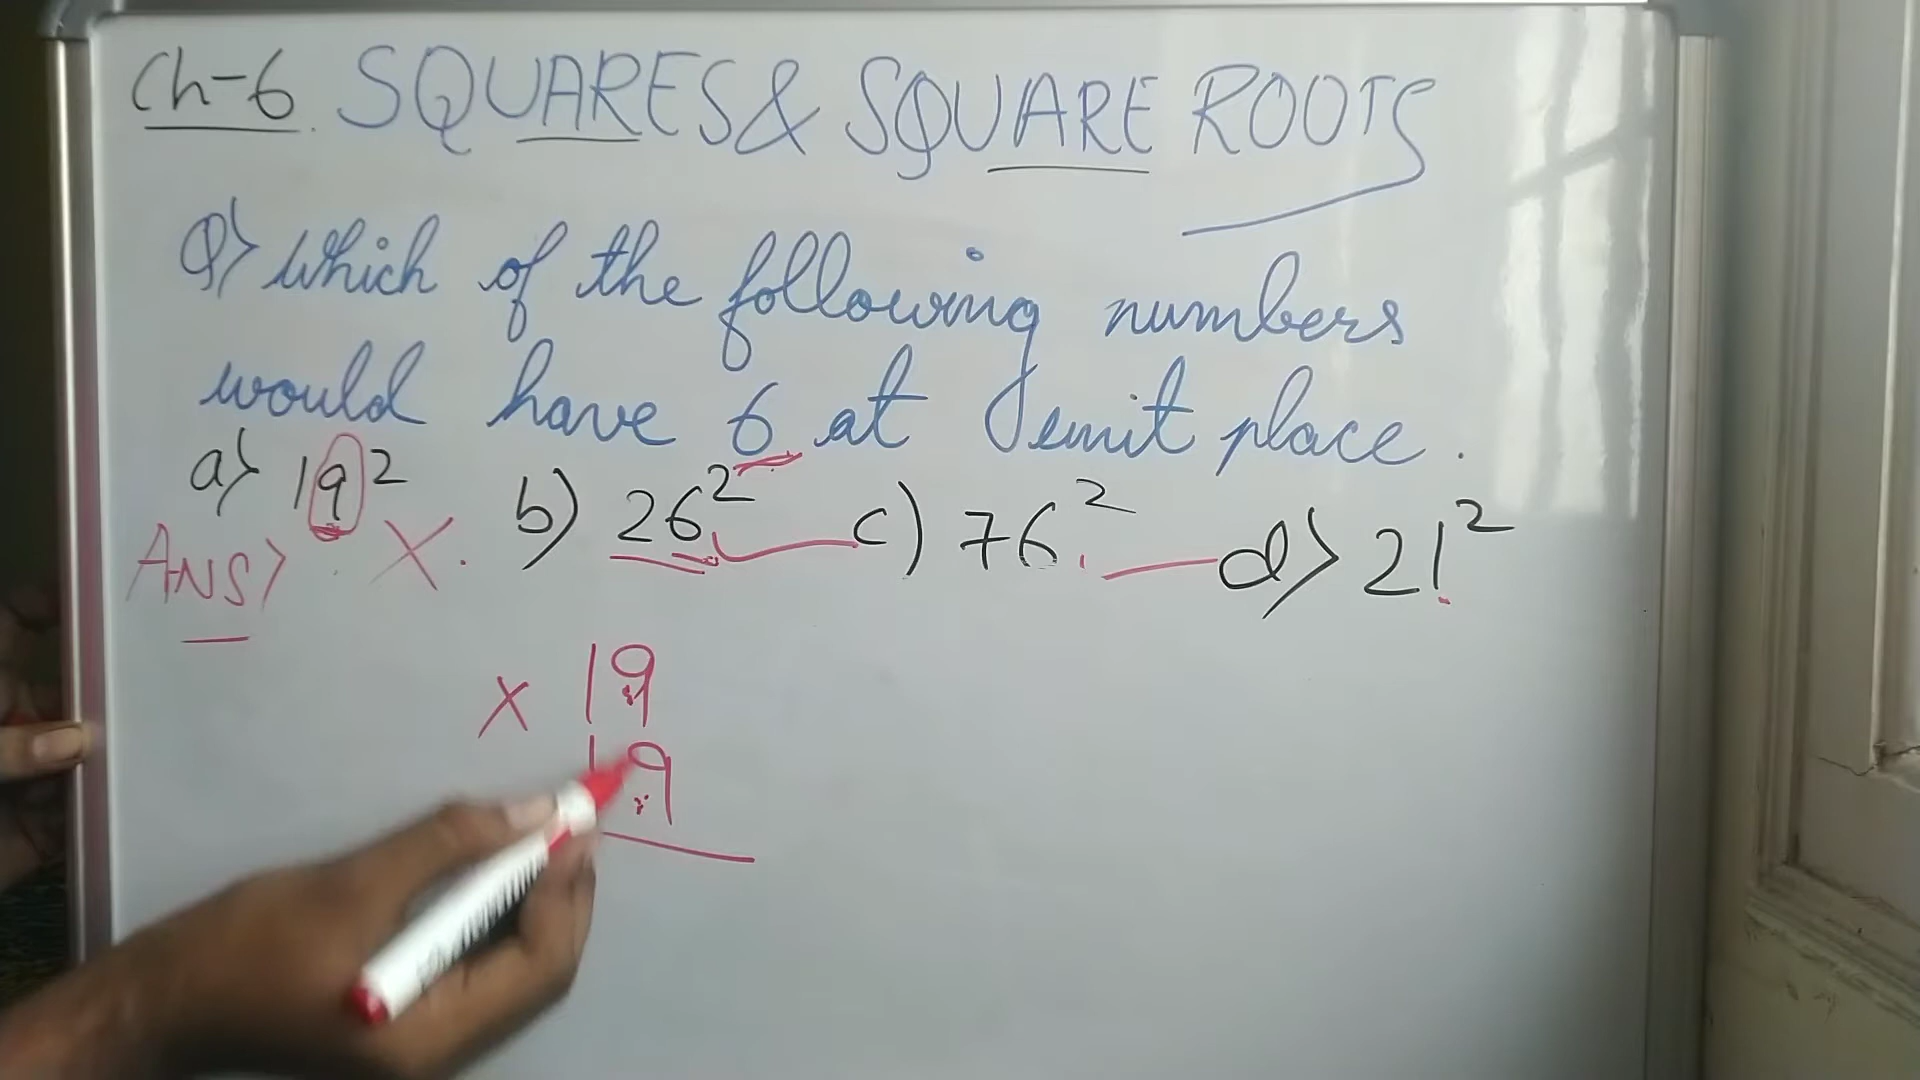 Ch-6 SQUARES & SQUARE ROOTS
Q) Which of the following numbers
would have 6 at unit place.
a) 19² b) 26² c) 76² d) 21²
ANS) X.
X 19
19